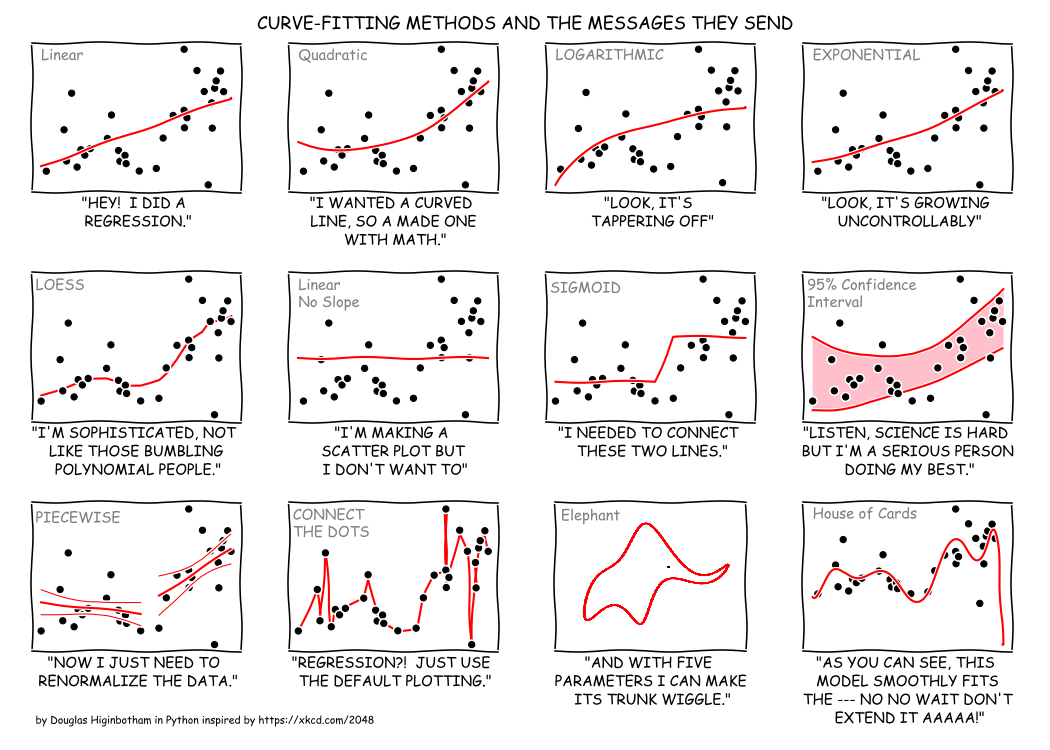 CURVE-FITTING METHODS AND THE MESSAGES THEY SEND
Linear
"HEY! I DID A
REGRESSION."
Quadratic
"I WANTED A CURVED
LINE, SO A MADE ONE
WITH MATH."
LOGARITHMIC
"LOOK, IT'S
TAPPERING OFF"
EXPONENTIAL
"LOOK, IT'S GROWING
UNCONTROLLABLY"
LOESS
"I'M SOPHISTICATED, NOT
LIKE THOSE BUMBLING
POLYNOMIAL PEOPLE."
Linear
No Slope
"I'M MAKING A
SCATTER PLOT BUT
I DON'T WANT TO"
SIGMOID
"I NEEDED TO CONNECT
THESE TWO LINES."
95% Confidence
Interval
"LISTEN, SCIENCE IS HARD
BUT I'M A SERIOUS PERSON
DOING MY BEST."
PIECEWISE
"NOW I JUST NEED TO
RENORMALIZE THE DATA."
CONNECT
THE DOTS
"REGRESSION?! JUST USE
THE DEFAULT PLOTTING."
Elephant
"AND WITH FIVE
PARAMETERS I CAN MAKE
ITS TRUNK WIGGLE."
House of Cards
"AS YOU CAN SEE, THIS
MODEL SMOOTHLY FITS
THE --- NO NO WAIT DON'T
EXTEND IT AAAAA!"
by Douglas Higinbotham in Python inspired by https://xkcd.com/2048